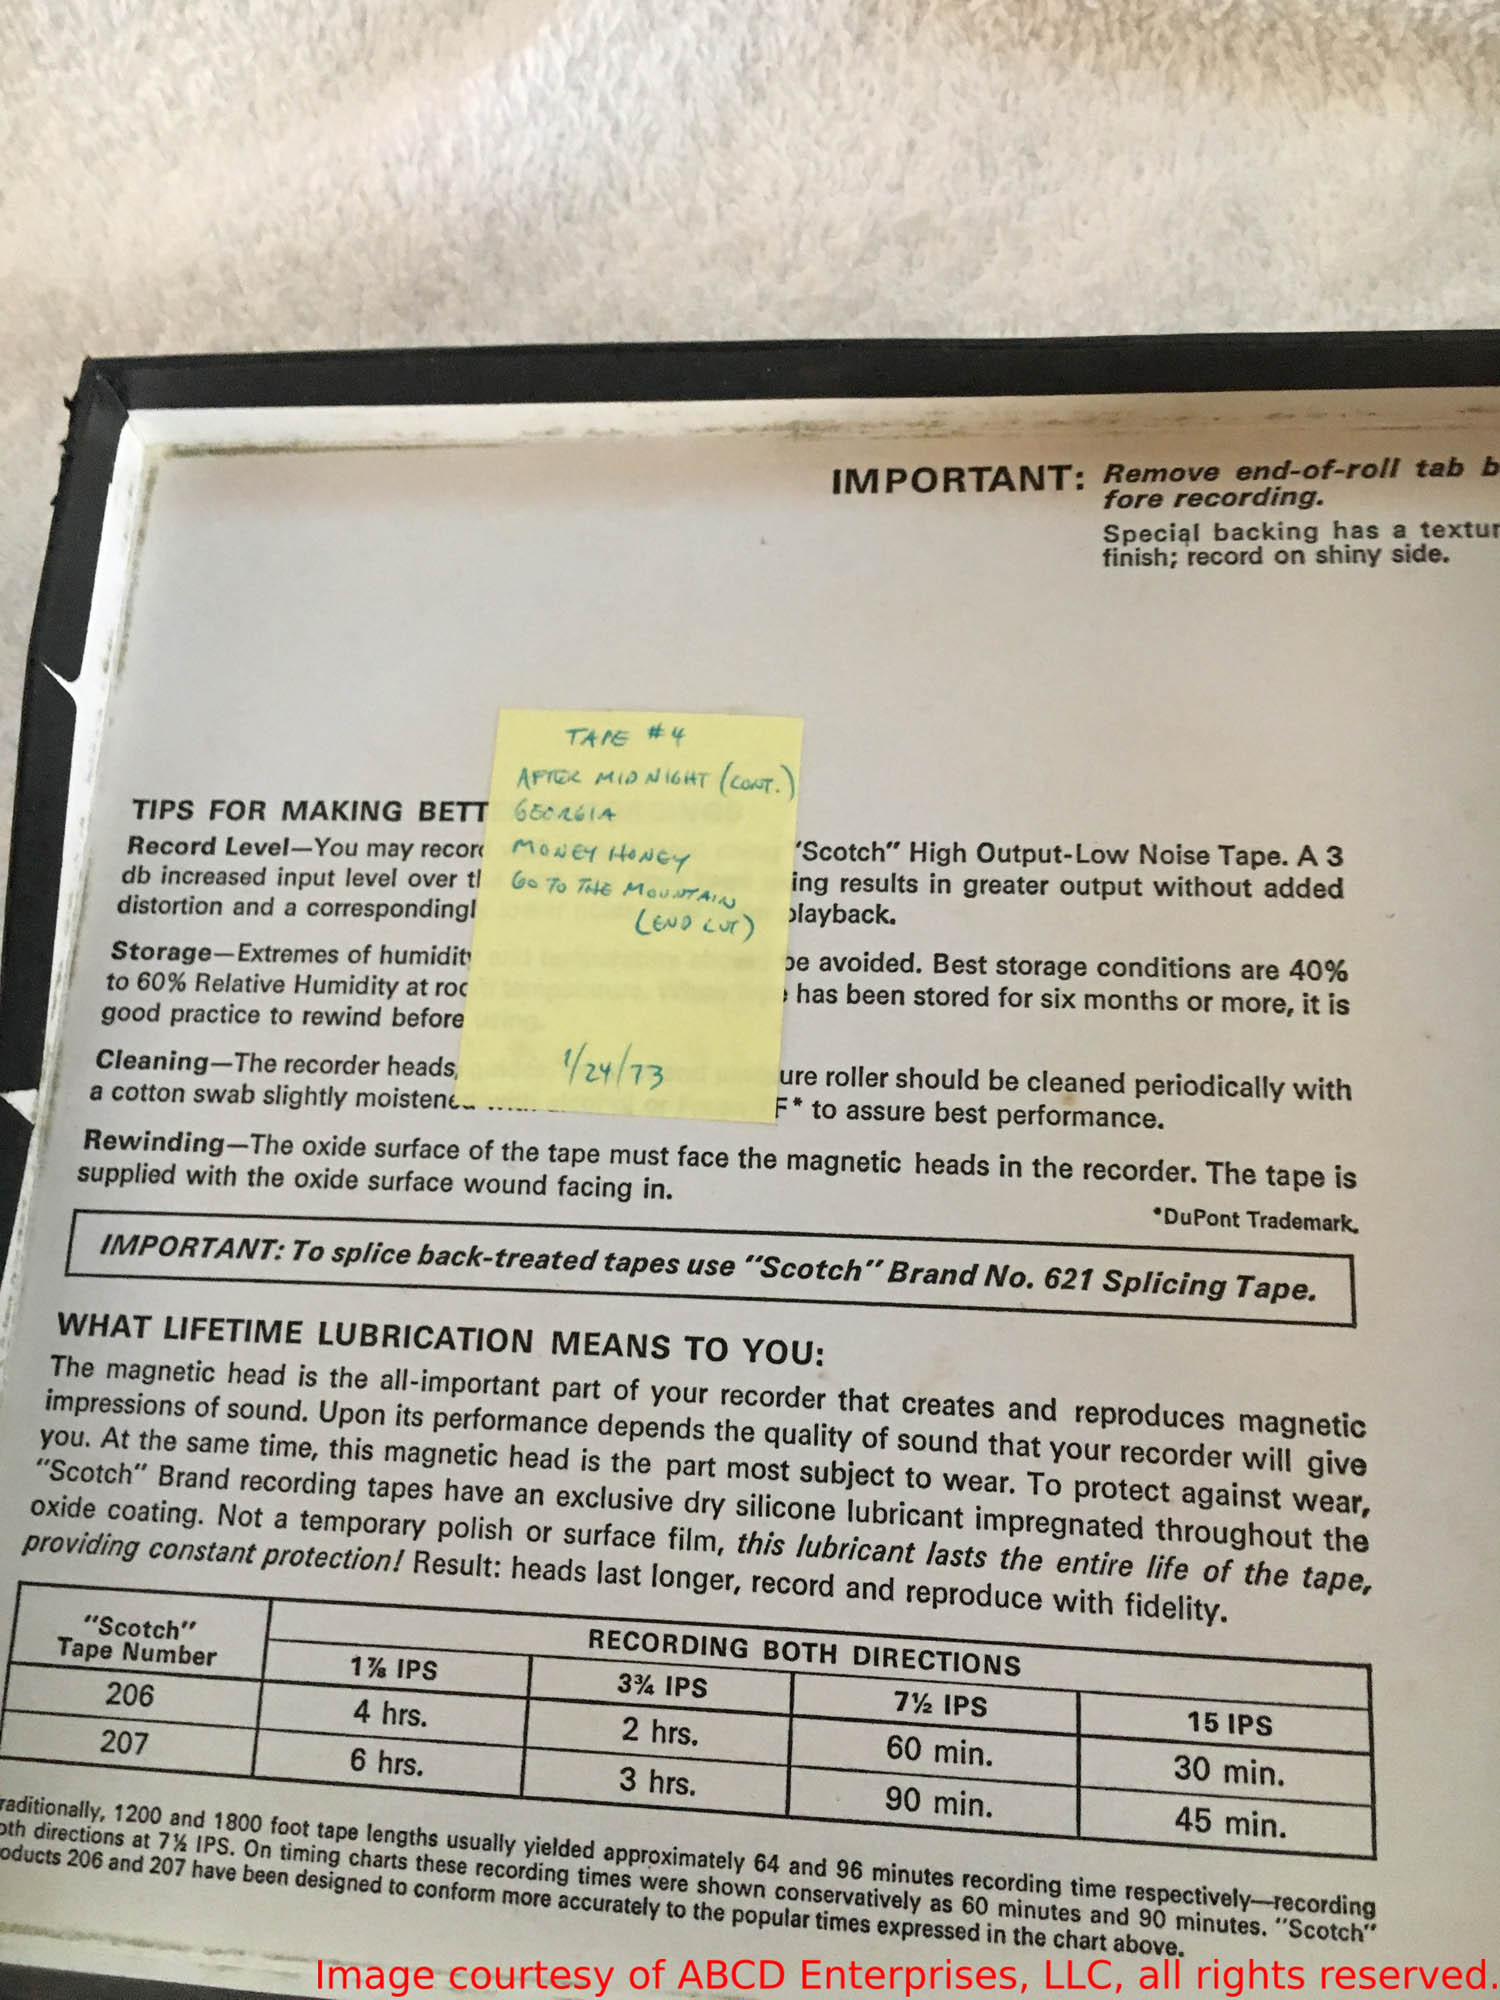 IMPORTANT: Remove end-of-roll tab b
fore recording.
Special backing has a textur
finish; record on shiny side.
TAPE #4
AFTER MIDNIGHT (CONT.)
GEORGIA
MONEY HONEY
GO TO THE MOUNTAIN
(END CUT)
1/24/73
TIPS FOR MAKING BETT
Record Level—You may record "Scotch" High Output-Low Noise Tape. A 3
db increased input level over th ing results in greater output without added
distortion and a correspondingl playback.
Storage—Extremes of humidity be avoided. Best storage conditions are 40%
to 60% Relative Humidity at roo has been stored for six months or more, it is
good practice to rewind before
Cleaning—The recorder heads, ure roller should be cleaned periodically with
a cotton swab slightly moistene F* to assure best performance.
Rewinding—The oxide surface of the tape must face the magnetic heads in the recorder. The tape is
supplied with the oxide surface wound facing in.
*DuPont Trademark.
IMPORTANT: To splice back-treated tapes use "Scotch" Brand No. 621 Splicing Tape.
WHAT LIFETIME LUBRICATION MEANS TO YOU:
The magnetic head is the all-important part of your recorder that creates and reproduces magnetic
impressions of sound. Upon its performance depends the quality of sound that your recorder will give
you. At the same time, this magnetic head is the part most subject to wear. To protect against wear,
"Scotch" Brand recording tapes have an exclusive dry silicone lubricant impregnated throughout the
oxide coating. Not a temporary polish or surface film, this lubricant lasts the entire life of the tape,
providing constant protection! Result: heads last longer, record and reproduce with fidelity.
"Scotch"
Tape Number
RECORDING BOTH DIRECTIONS
1⅞ IPS 3¾ IPS 7½ IPS 15 IPS
206 4 hrs. 2 hrs. 60 min. 30 min.
207 6 hrs. 3 hrs. 90 min. 45 min.
raditionally, 1200 and 1800 foot tape lengths usually yielded approximately 64 and 96 minutes recording time respectively—recording
oth directions at 7½ IPS. On timing charts these recording times were shown conservatively as 60 minutes and 90 minutes. "Scotch"
oducts 206 and 207 have been designed to conform more accurately to the popular times expressed in the chart above.
Image courtesy of ABCD Enterprises, LLC, all rights reserved.